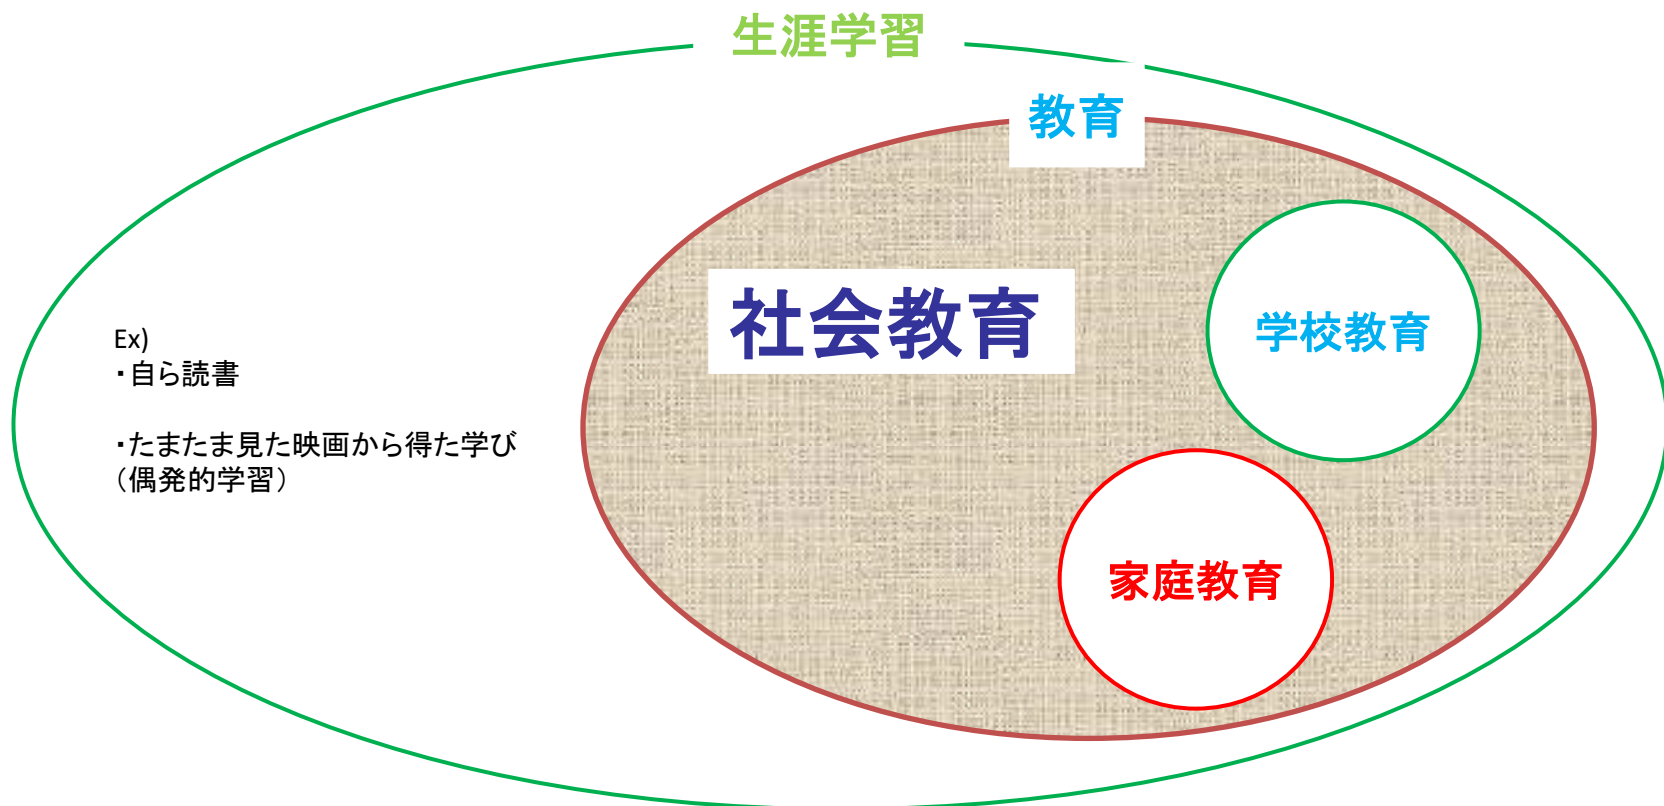 生涯学習
教育
社会教育
学校教育
Ex)
・自ら読書
・たまたま見た映画から得た学び
（偶発的学習）
家庭教育